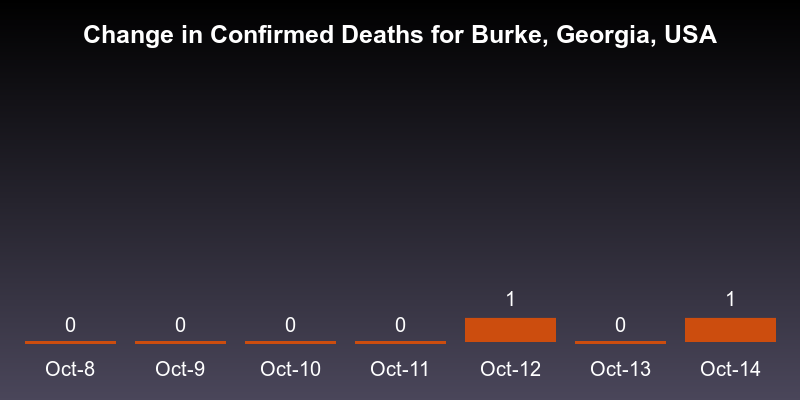 Change in Confirmed Deaths for Burke, Georgia, USA
0 0 0 0 1 0 1
Oct-8 Oct-9 Oct-10 Oct-11 Oct-12 Oct-13 Oct-14